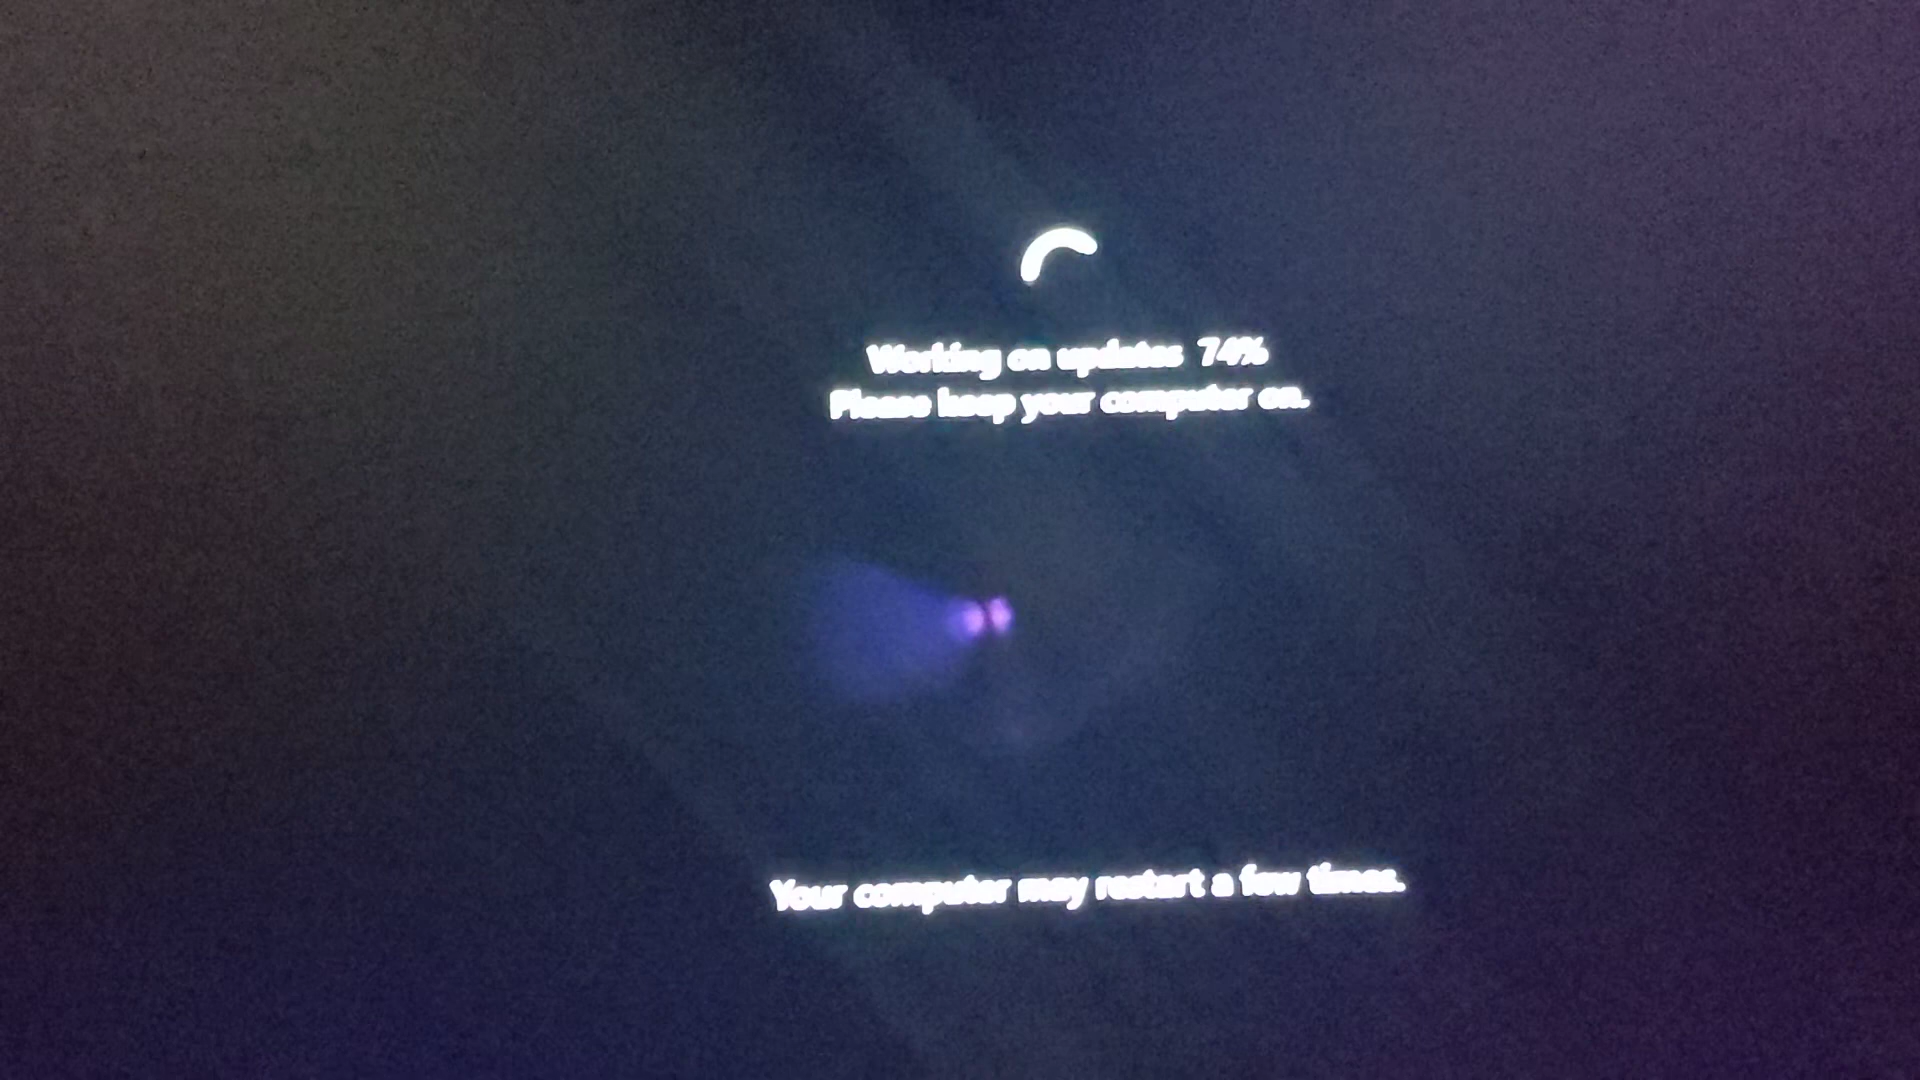 Working on updates 74%
Please keep your computer on.
Your computer may restart a few times.